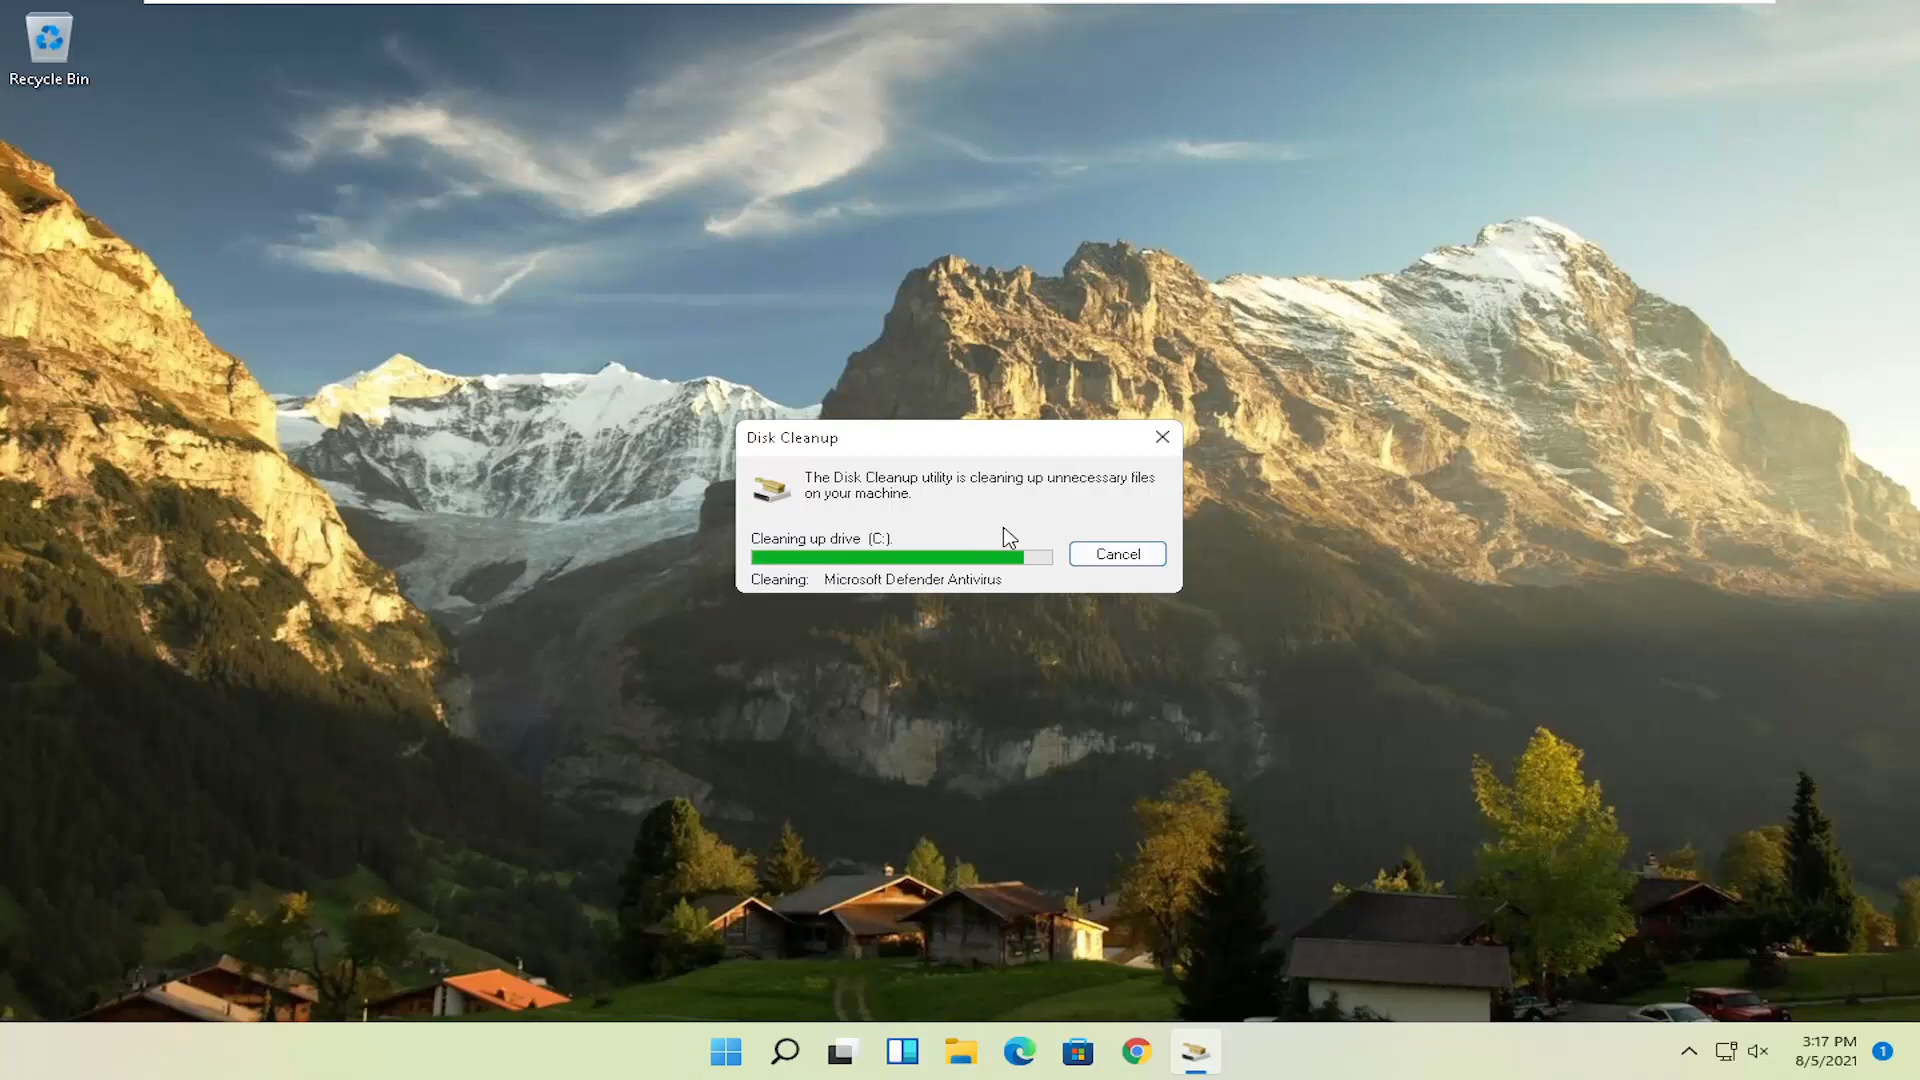 Recycle Bin
Disk Cleanup
The Disk Cleanup utility is cleaning up unnecessary files
on your machine.
Cleaning up drive (C:).
Cancel
Cleaning: Microsoft Defender Antivirus
3:17 PM
8/5/2021
1